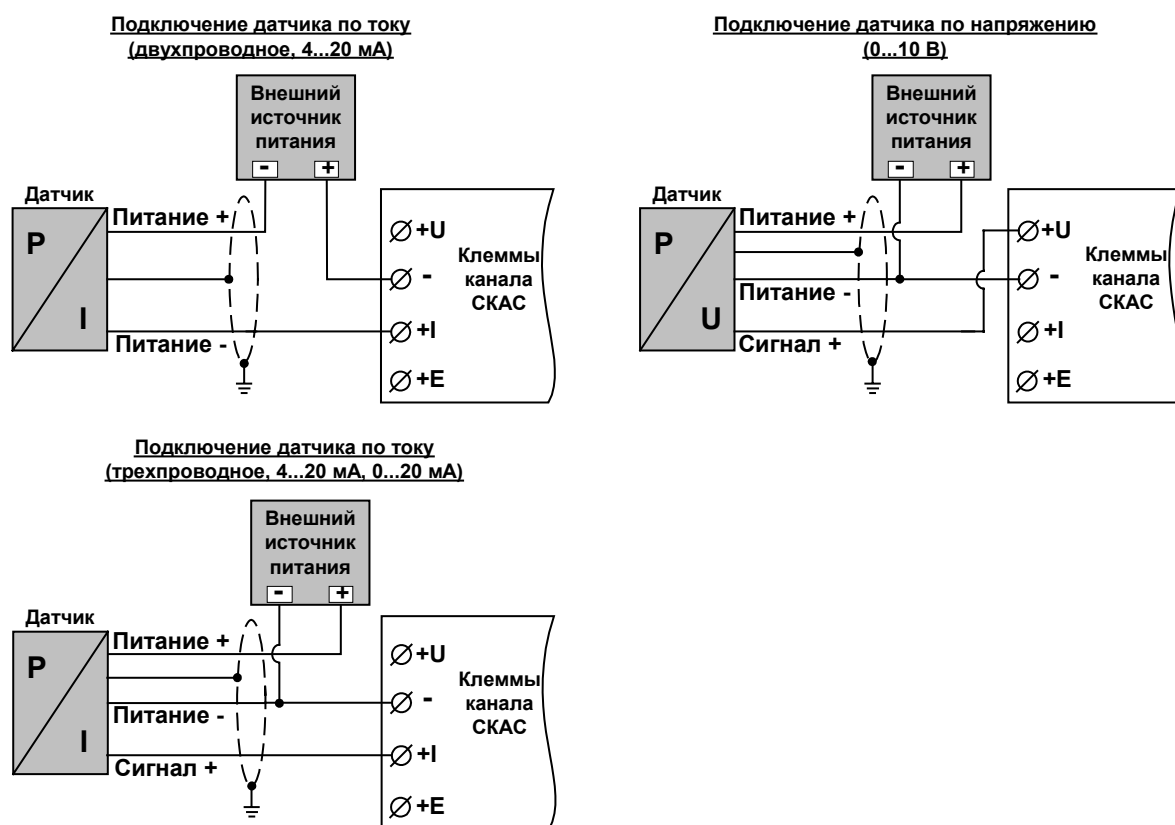 Подключение датчика по току
(двухпроводное, 4...20 мА)
Внешний
источник
питания
- +
Датчик
P
I
Питание +
Питание -
+U
-
+I
+E
Клеммы
канала
СКАС
Подключение датчика по напряжению
(0...10 В)
Внешний
источник
питания
- +
Датчик
P
U
Питание +
Питание -
Сигнал +
+U
-
+I
+E
Клеммы
канала
СКАС
Подключение датчика по току
(трехпроводное, 4...20 мА, 0...20 мА)
Внешний
источник
питания
- +
Датчик
P
I
Питание +
Питание -
Сигнал +
+U
-
+I
+E
Клеммы
канала
СКАС